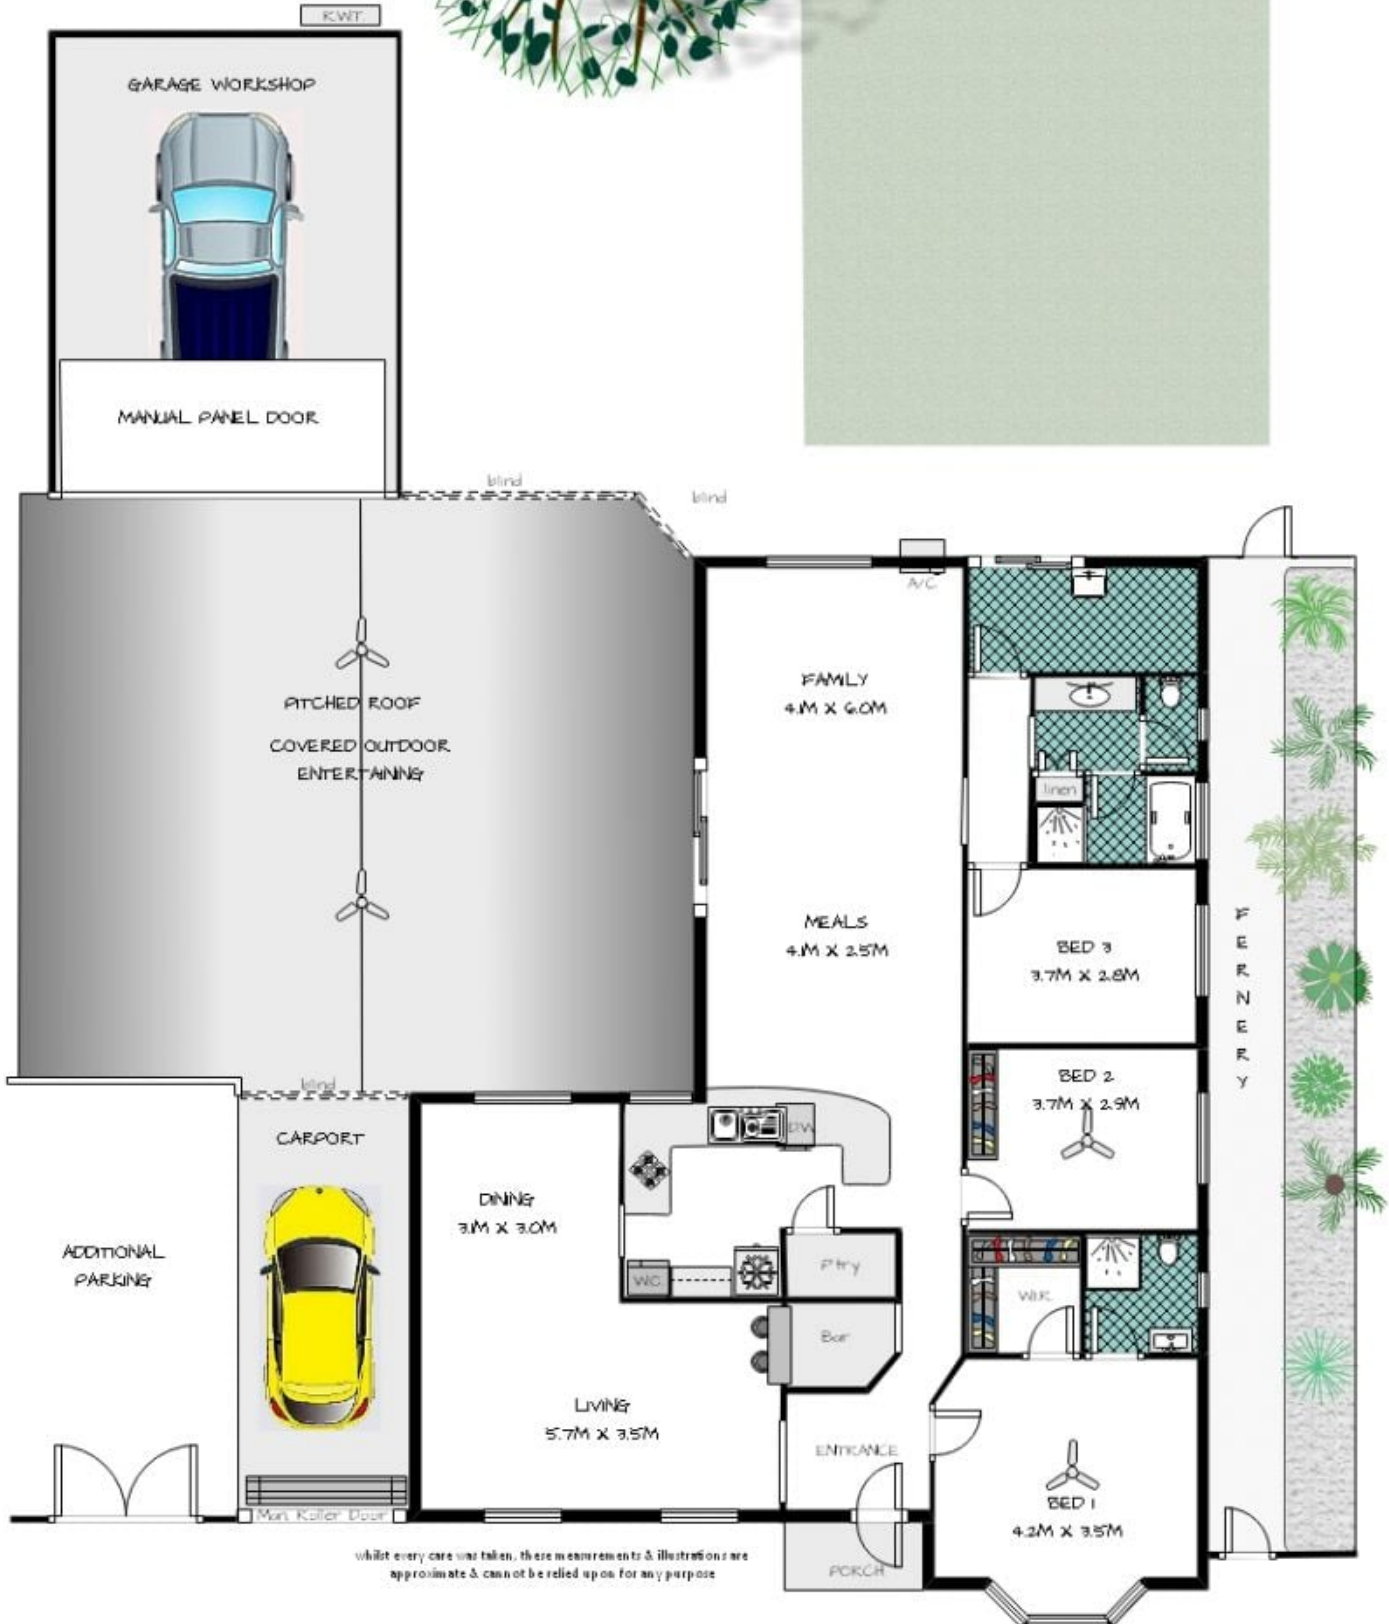 R.W.T.
GARAGE WORKSHOP
MANUAL PANEL DOOR
blind
blind
A/C
FAMILY
4.1M X 6.0M
PITCHED ROOF
COVERED OUTDOOR
ENTERTAINING
linen
MEALS
4.1M X 2.5M
BED 3
3.7M X 2.8M
FERNERY
BED 2
3.7M X 2.9M
blind
CARPORT
D.W
DINING
3.1M X 3.0M
ADDITIONAL
PARKING
W.C.
Ptry
W.I.R.
Bar
LIVING
5.7M X 3.5M
ENTRANCE
BED 1
4.2M X 3.5M
Man. Roller Door
PORCH
whilst every care was taken, these measurements & illustrations are
approximate & cannot be relied upon for any purpose